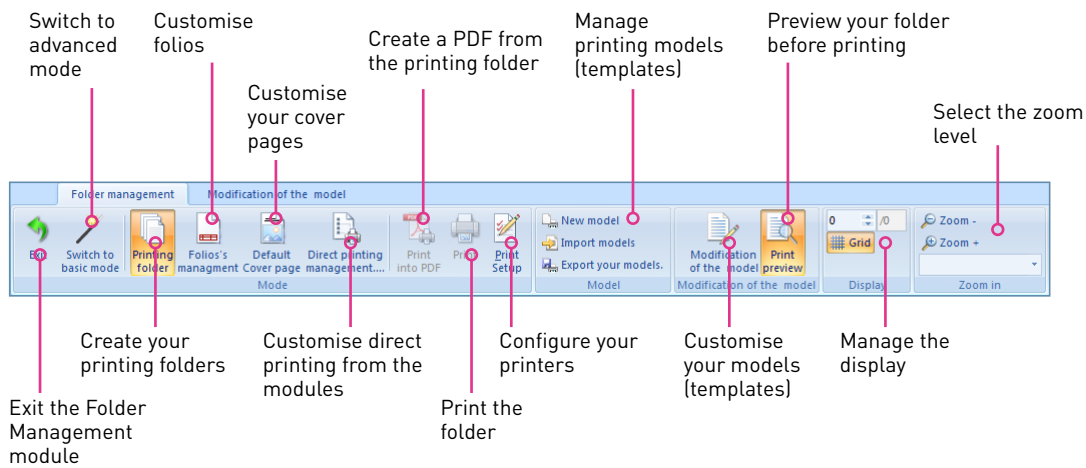 Switch to
advanced
mode
Customise
folios
Customise
your cover
pages
Create a PDF from
the printing folder
Manage
printing models
(templates)
Preview your folder
before printing
Select the zoom
level
Folder management
Modification of the model
Exit
Switch to
basic mode
Printing
folder
Folios's
managment
Default
Cover page
Direct printing
management....
Print
into PDF
Print
Print
Setup
Mode
New model
Import models
Export your models.
Model
Modification
of the model
Print
preview
Modification of the model
0
/0
Grid
Display
Zoom -
Zoom +
Zoom in
Create your
printing folders
Customise direct
printing from the
modules
Configure your
printers
Customise
your models
(templates)
Manage the
display
Exit the Folder
Management
module
Print the
folder